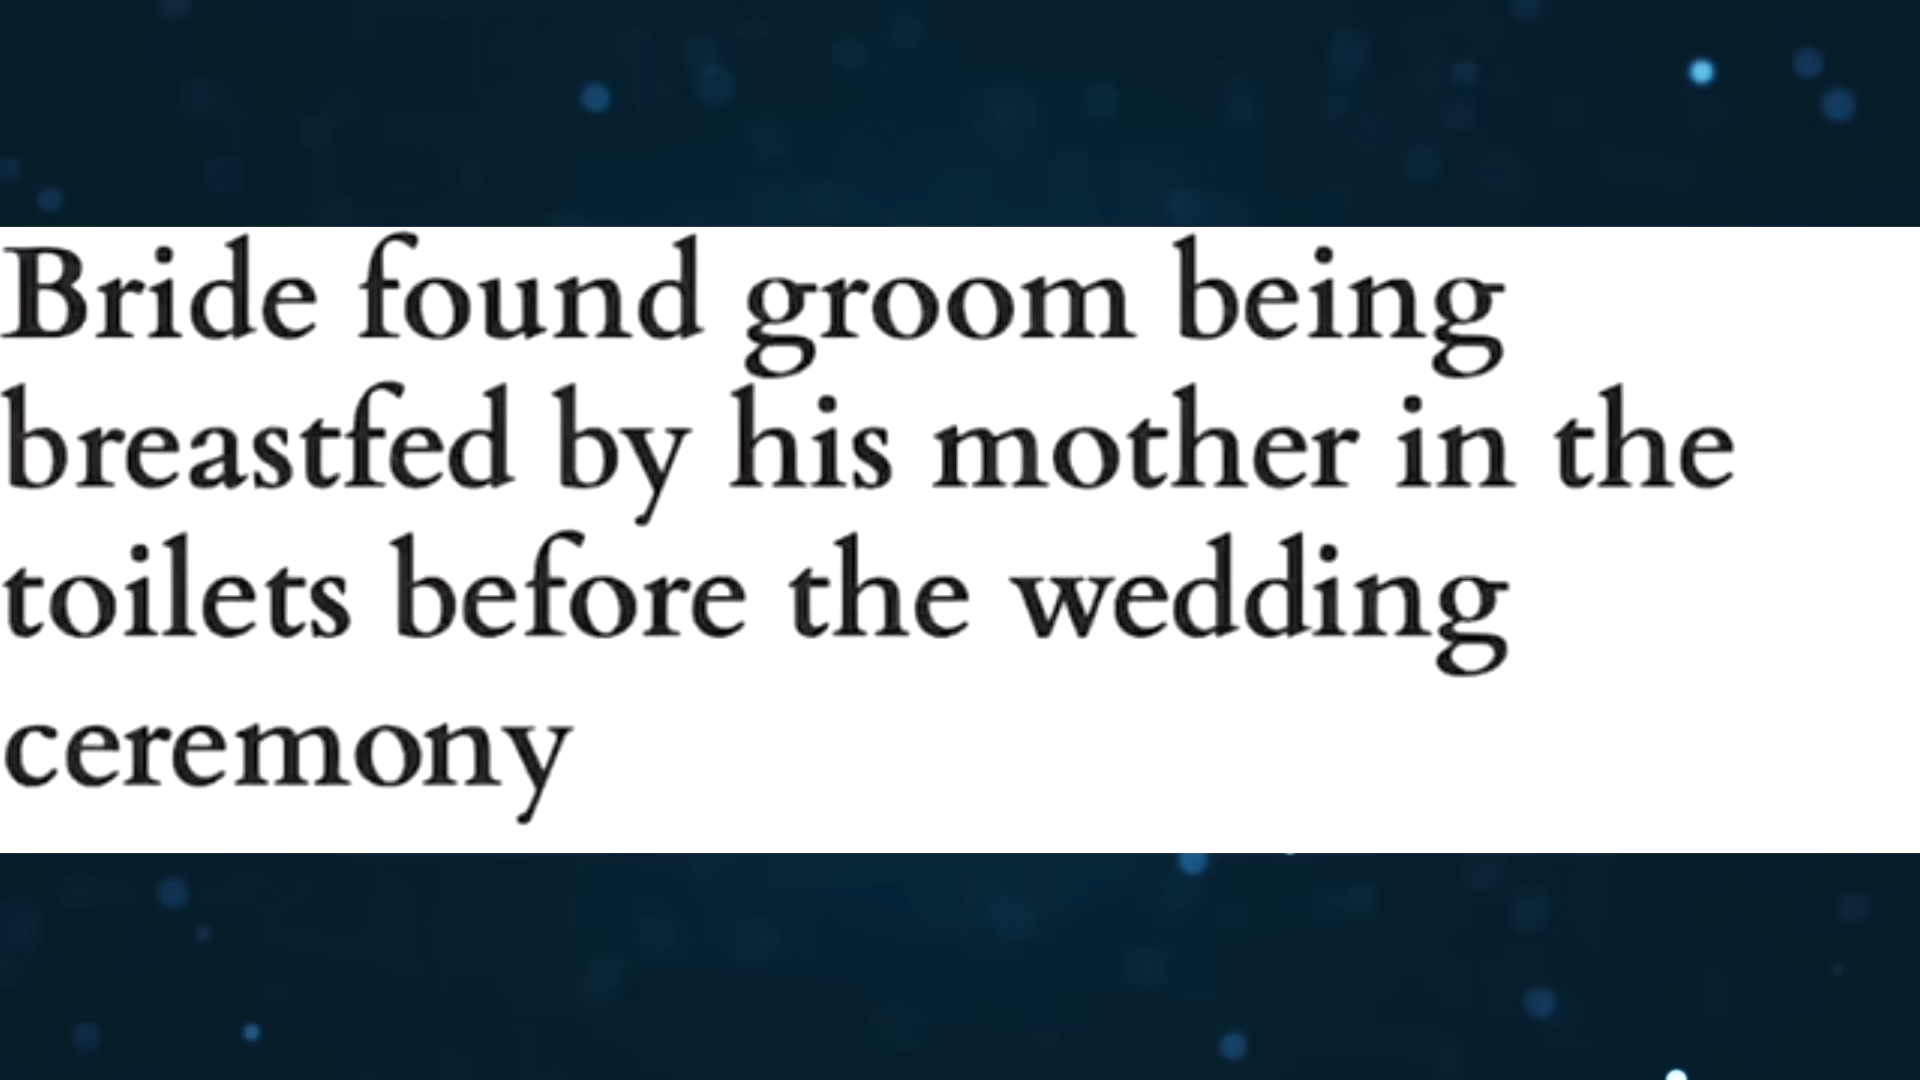 Bride found groom being
breastfed by his mother in the
toilets before the wedding
ceremony